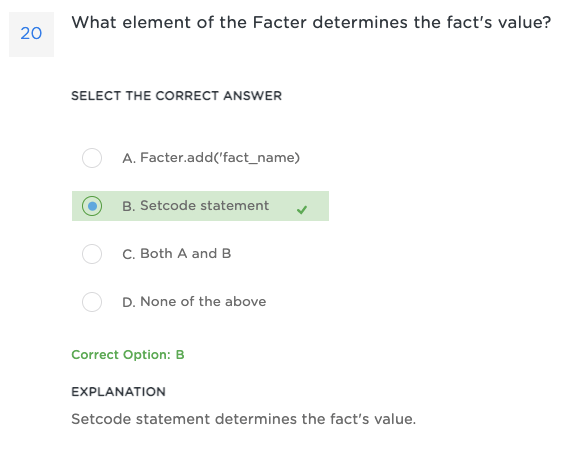 20
What element of the Facter determines the fact's value?
SELECT THE CORRECT ANSWER
A. Facter.add('fact_name)
B. Setcode statement
C. Both A and B
D. None of the above
Correct Option: B
EXPLANATION
Setcode statement determines the fact's value.